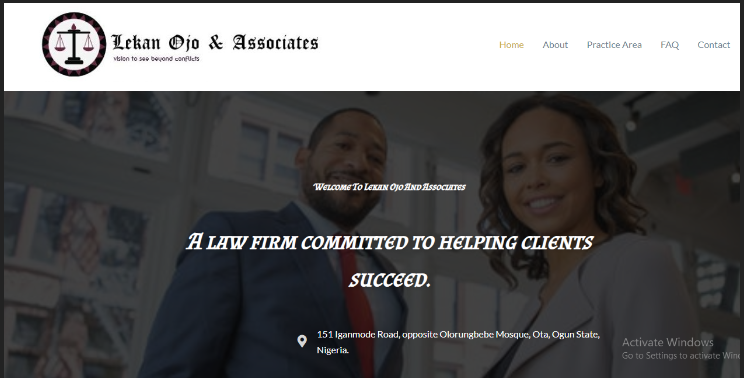 Lekan Ojo & Associates
vision to see beyond conflicts
Home About Practice Area FAQ Contact
Welcome To Lekan Ojo And Associates
A law firm committed to helping clients
succeed.
151 Iganmode Road, opposite Olorungbebe Mosque, Ota, Ogun State,
Nigeria.
Activate Windows
Go to Settings to activate Win